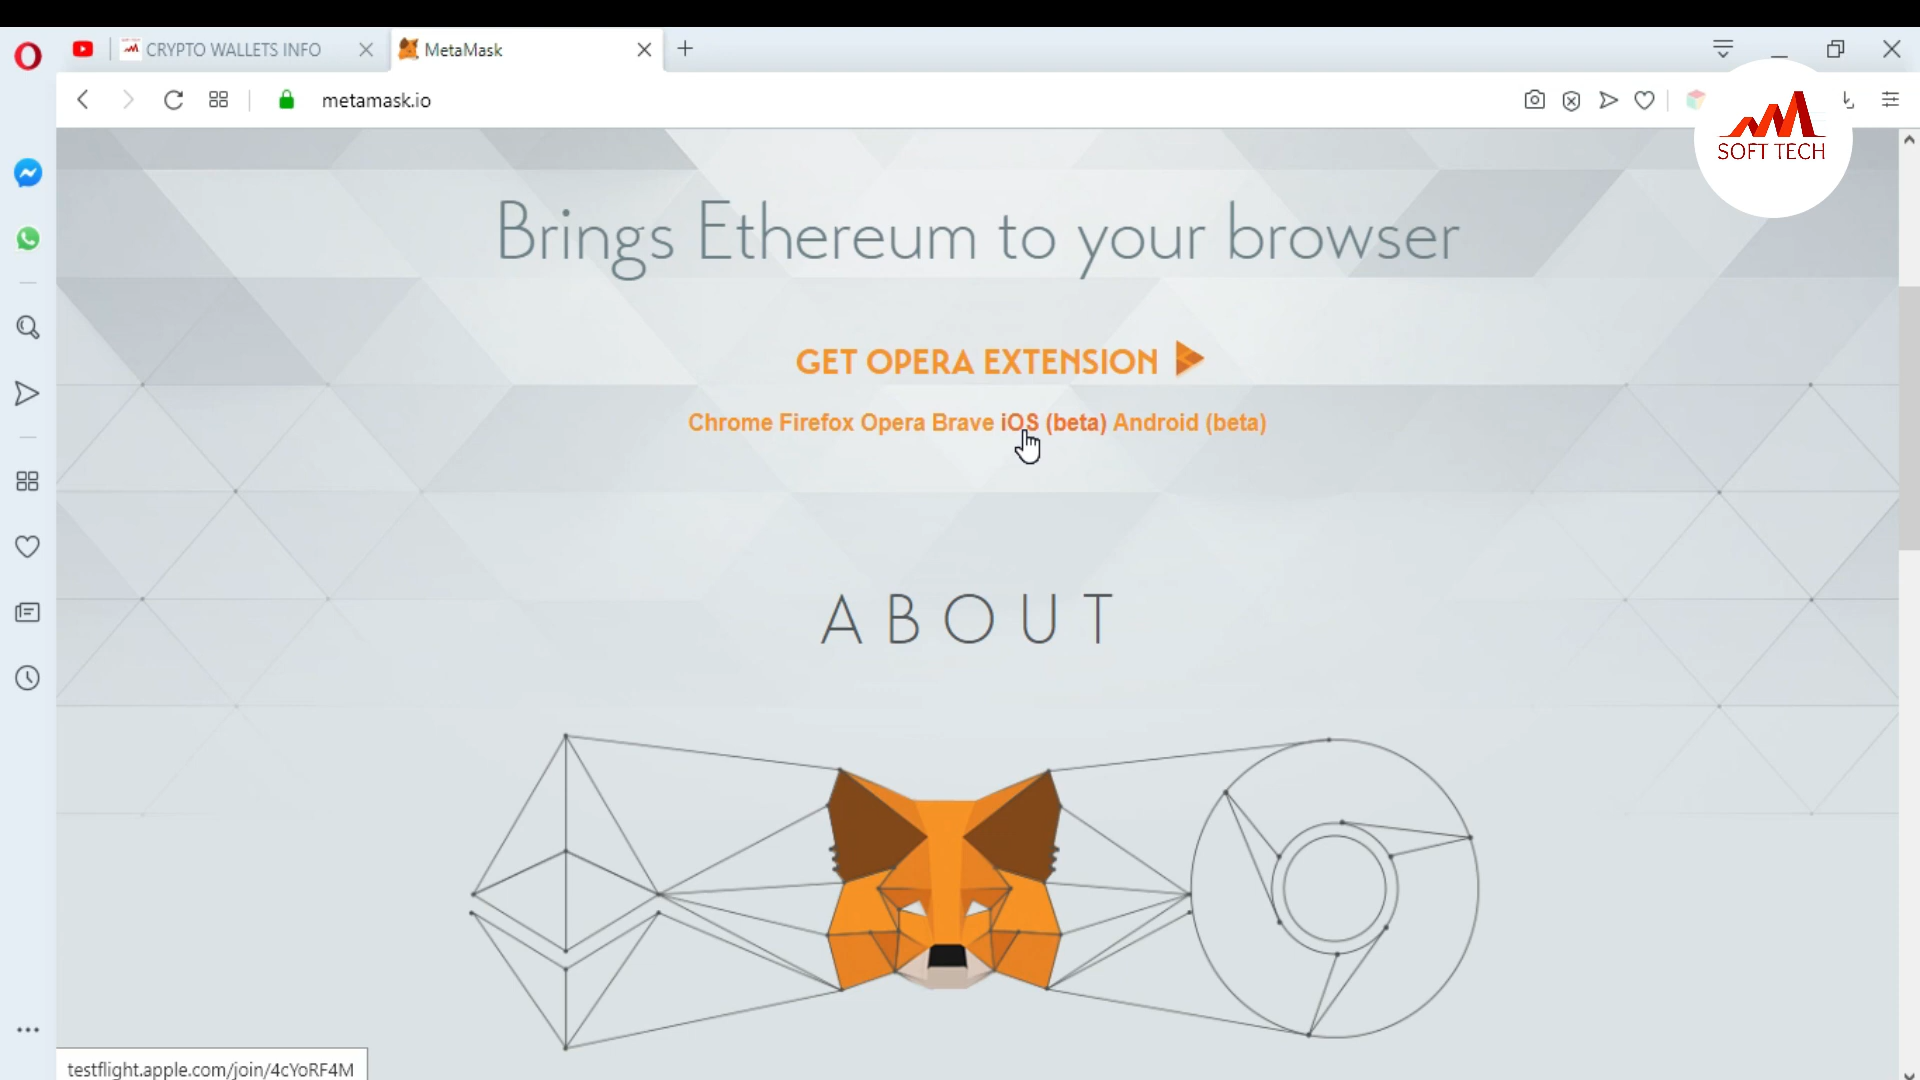 CRYPTO WALLETS INFO
MetaMask
metamask.io
SOFT TECH
Brings Ethereum to your browser
GET OPERA EXTENSION
Chrome Firefox Opera Brave iOS (beta) Android (beta)
ABOUT
testflight.apple.com/join/4cYoRF4M